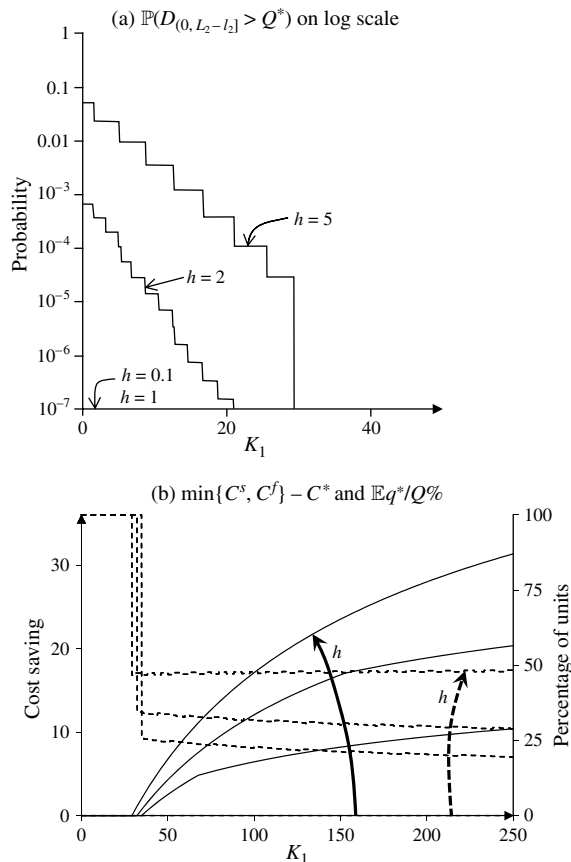 (a) ℙ(D₍₀, L₂−l₂] > Q*) on log scale
1
0.1
0.01
10⁻³
10⁻⁴
10⁻⁵
10⁻⁶
10⁻⁷
Probability
h = 5
h = 2
h = 0.1
h = 1
0 20 40
K₁
(b) min{Cˢ, Cᶠ} − C* and 𝔼q*/Q%
30
20
10
0
Cost saving
100
75
50
25
0
Percentage of units
h
h
0 50 100 150 200 250
K₁